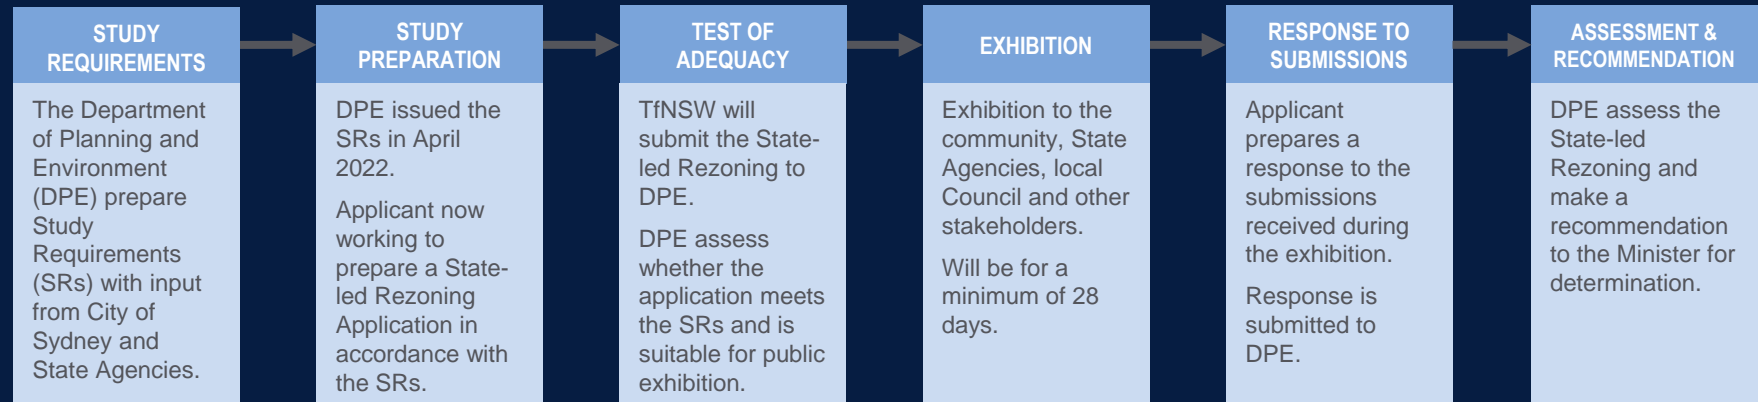 STUDY
REQUIREMENTS
The Department
of Planning and
Environment
(DPE) prepare
Study
Requirements
(SRs) with input
from City of
Sydney and
State Agencies.
STUDY
PREPARATION
DPE issued the
SRs in April
2022.
Applicant now
working to
prepare a State-
led Rezoning
Application in
accordance with
the SRs.
TEST OF
ADEQUACY
TfNSW will
submit the State-
led Rezoning to
DPE.
DPE assess
whether the
application meets
the SRs and is
suitable for public
exhibition.
EXHIBITION
Exhibition to the
community, State
Agencies, local
Council and other
stakeholders.
Will be for a
minimum of 28
days.
RESPONSE TO
SUBMISSIONS
Applicant
prepares a
response to the
submissions
received during
the exhibition.
Response is
submitted to
DPE.
ASSESSMENT &
RECOMMENDATION
DPE assess the
State-led
Rezoning and
make a
recommendation
to the Minister for
determination.